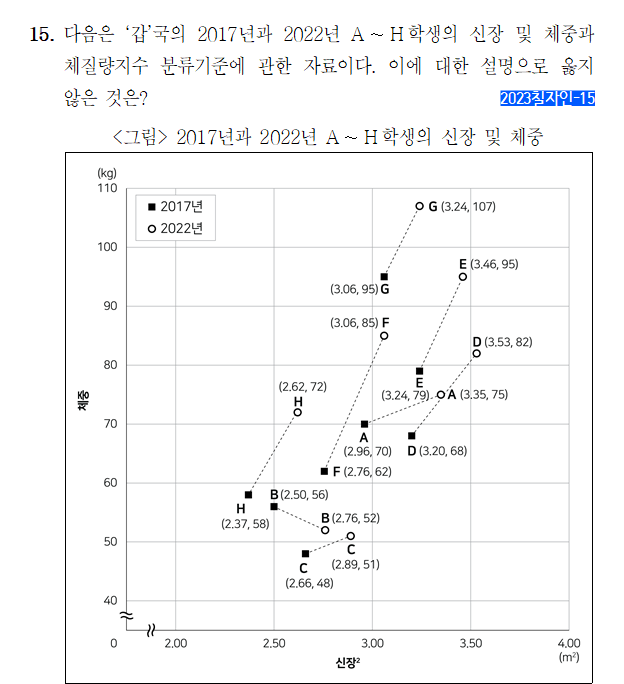 15. 다음은 ‘갑’국의 2017년과 2022년 A ~ H 학생의 신장 및 체중과
체질량지수 분류기준에 관한 자료이다. 이에 대한 설명으로 옳지
않은 것은?
2023칠자인-15
<그림> 2017년과 2022년 A ~ H 학생의 신장 및 체중
(kg)
110
■ 2017년
○ 2022년
G (3.24, 107)
100
E (3.46, 95)
(3.06, 95) G
90
(3.06, 85) F
D (3.53, 82)
80
(2.62, 72)
H
E
(3.24, 79)
A (3.35, 75)
체중
70
A
(2.96, 70)
D (3.20, 68)
F (2.76, 62)
60
B (2.50, 56)
H
(2.37, 58)
B (2.76, 52)
50
C
(2.89, 51)
C
(2.66, 48)
40
0 2.00 2.50 3.00 3.50 4.00
신장²
(m²)